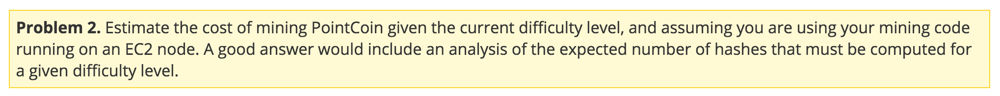 Problem 2. Estimate the cost of mining PointCoin given the current difficulty level, and assuming you are using your mining code
running on an EC2 node. A good answer would include an analysis of the expected number of hashes that must be computed for
a given difficulty level.